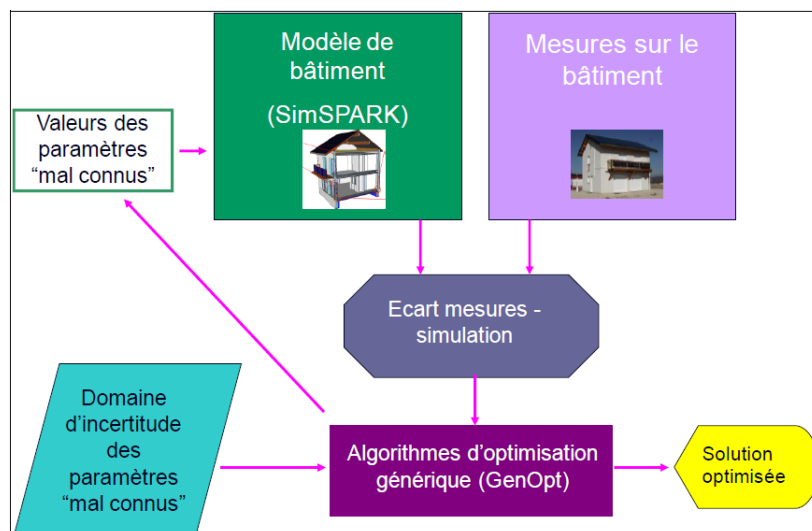 Modèle de
bâtiment
(SimSPARK)
Mesures sur le
bâtiment
Valeurs des
paramètres
“mal connus”
Ecart mesures -
simulation
Domaine
d’incertitude
des
paramètres
“mal connus”
Algorithmes d’optimisation
générique (GenOpt)
Solution
optimisée